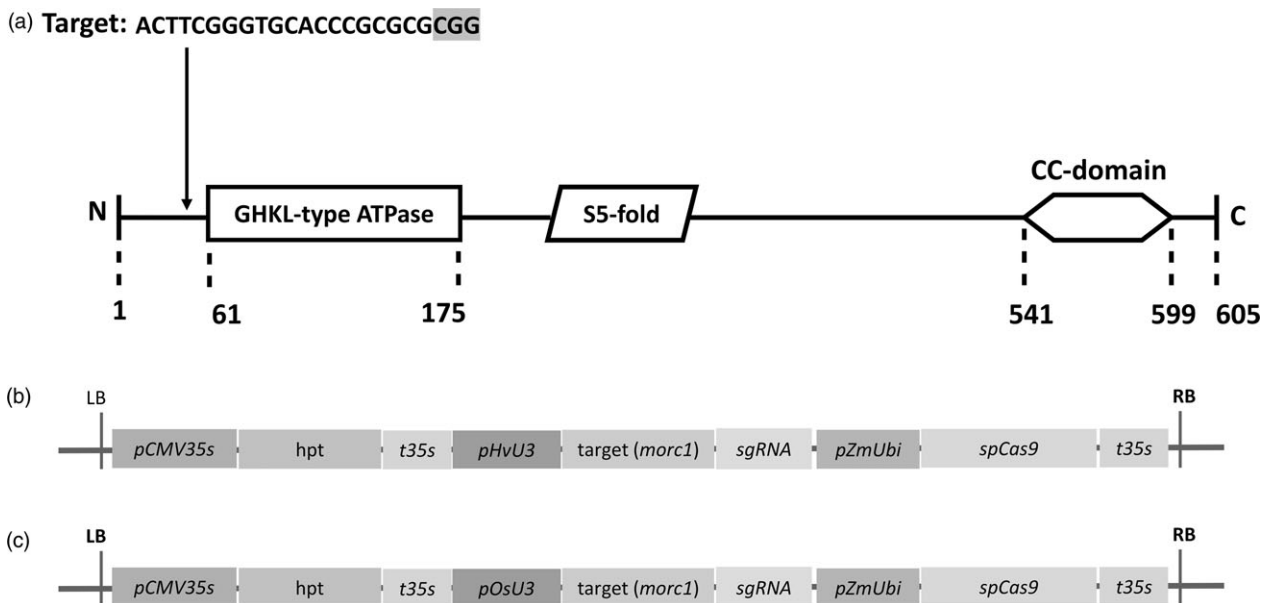 (a) Target: ACTTCGGGTGCACCCGCGCGCGG
CC-domain
N GHKL-type ATPase S5-fold C
1 61 175 541 599 605
(b) LB RB
pCMV35s hpt t35s pHvU3 target (morc1) sgRNA pZmUbi spCas9 t35s
(c) LB RB
pCMV35s hpt t35s pOsU3 target (morc1) sgRNA pZmUbi spCas9 t35s